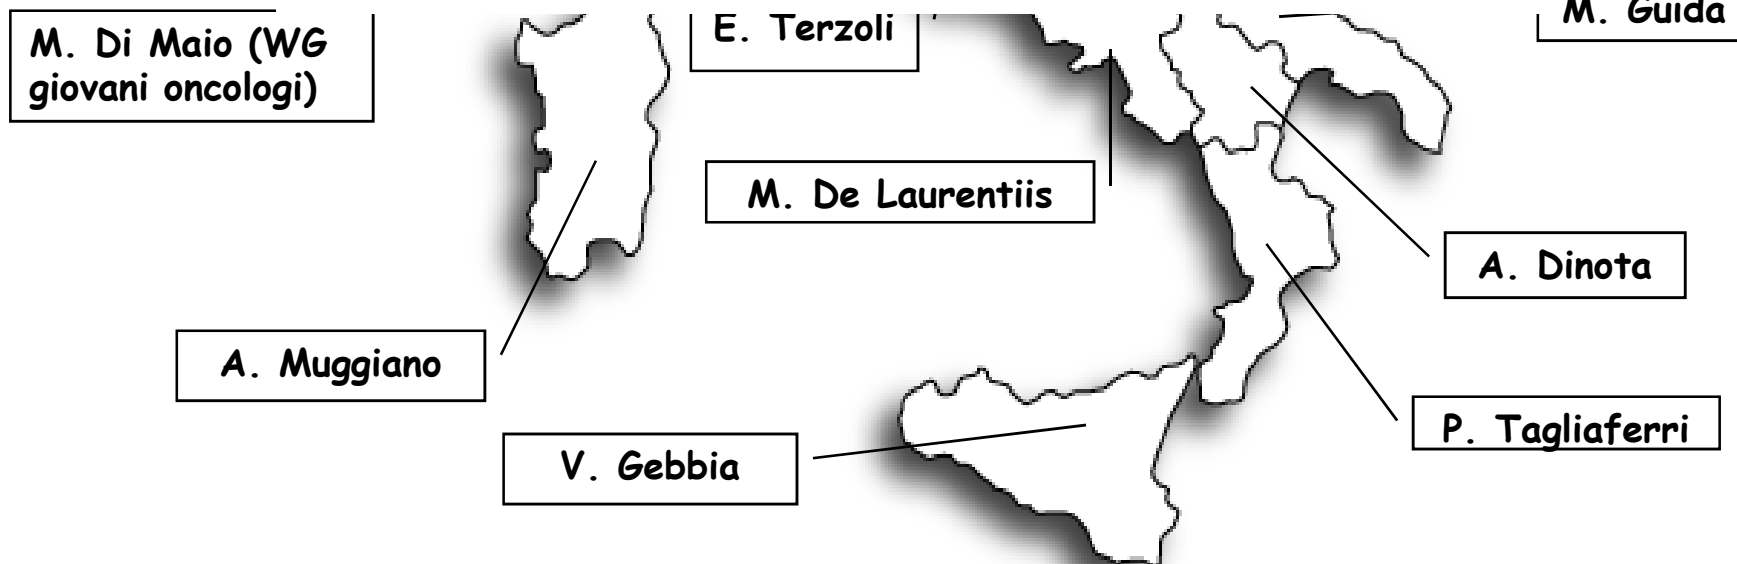 M. Guida
E. Terzoli
M. Di Maio (WG
giovani oncologi)
M. De Laurentiis
A. Dinota
A. Muggiano
P. Tagliaferri
V. Gebbia